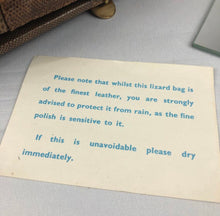 Please note that whilst this lizard bag is
of the finest leather, you are strongly
advised to protect it from rain, as the fine
polish is sensitive to it.
If this is unavoidable please dry
immediately.